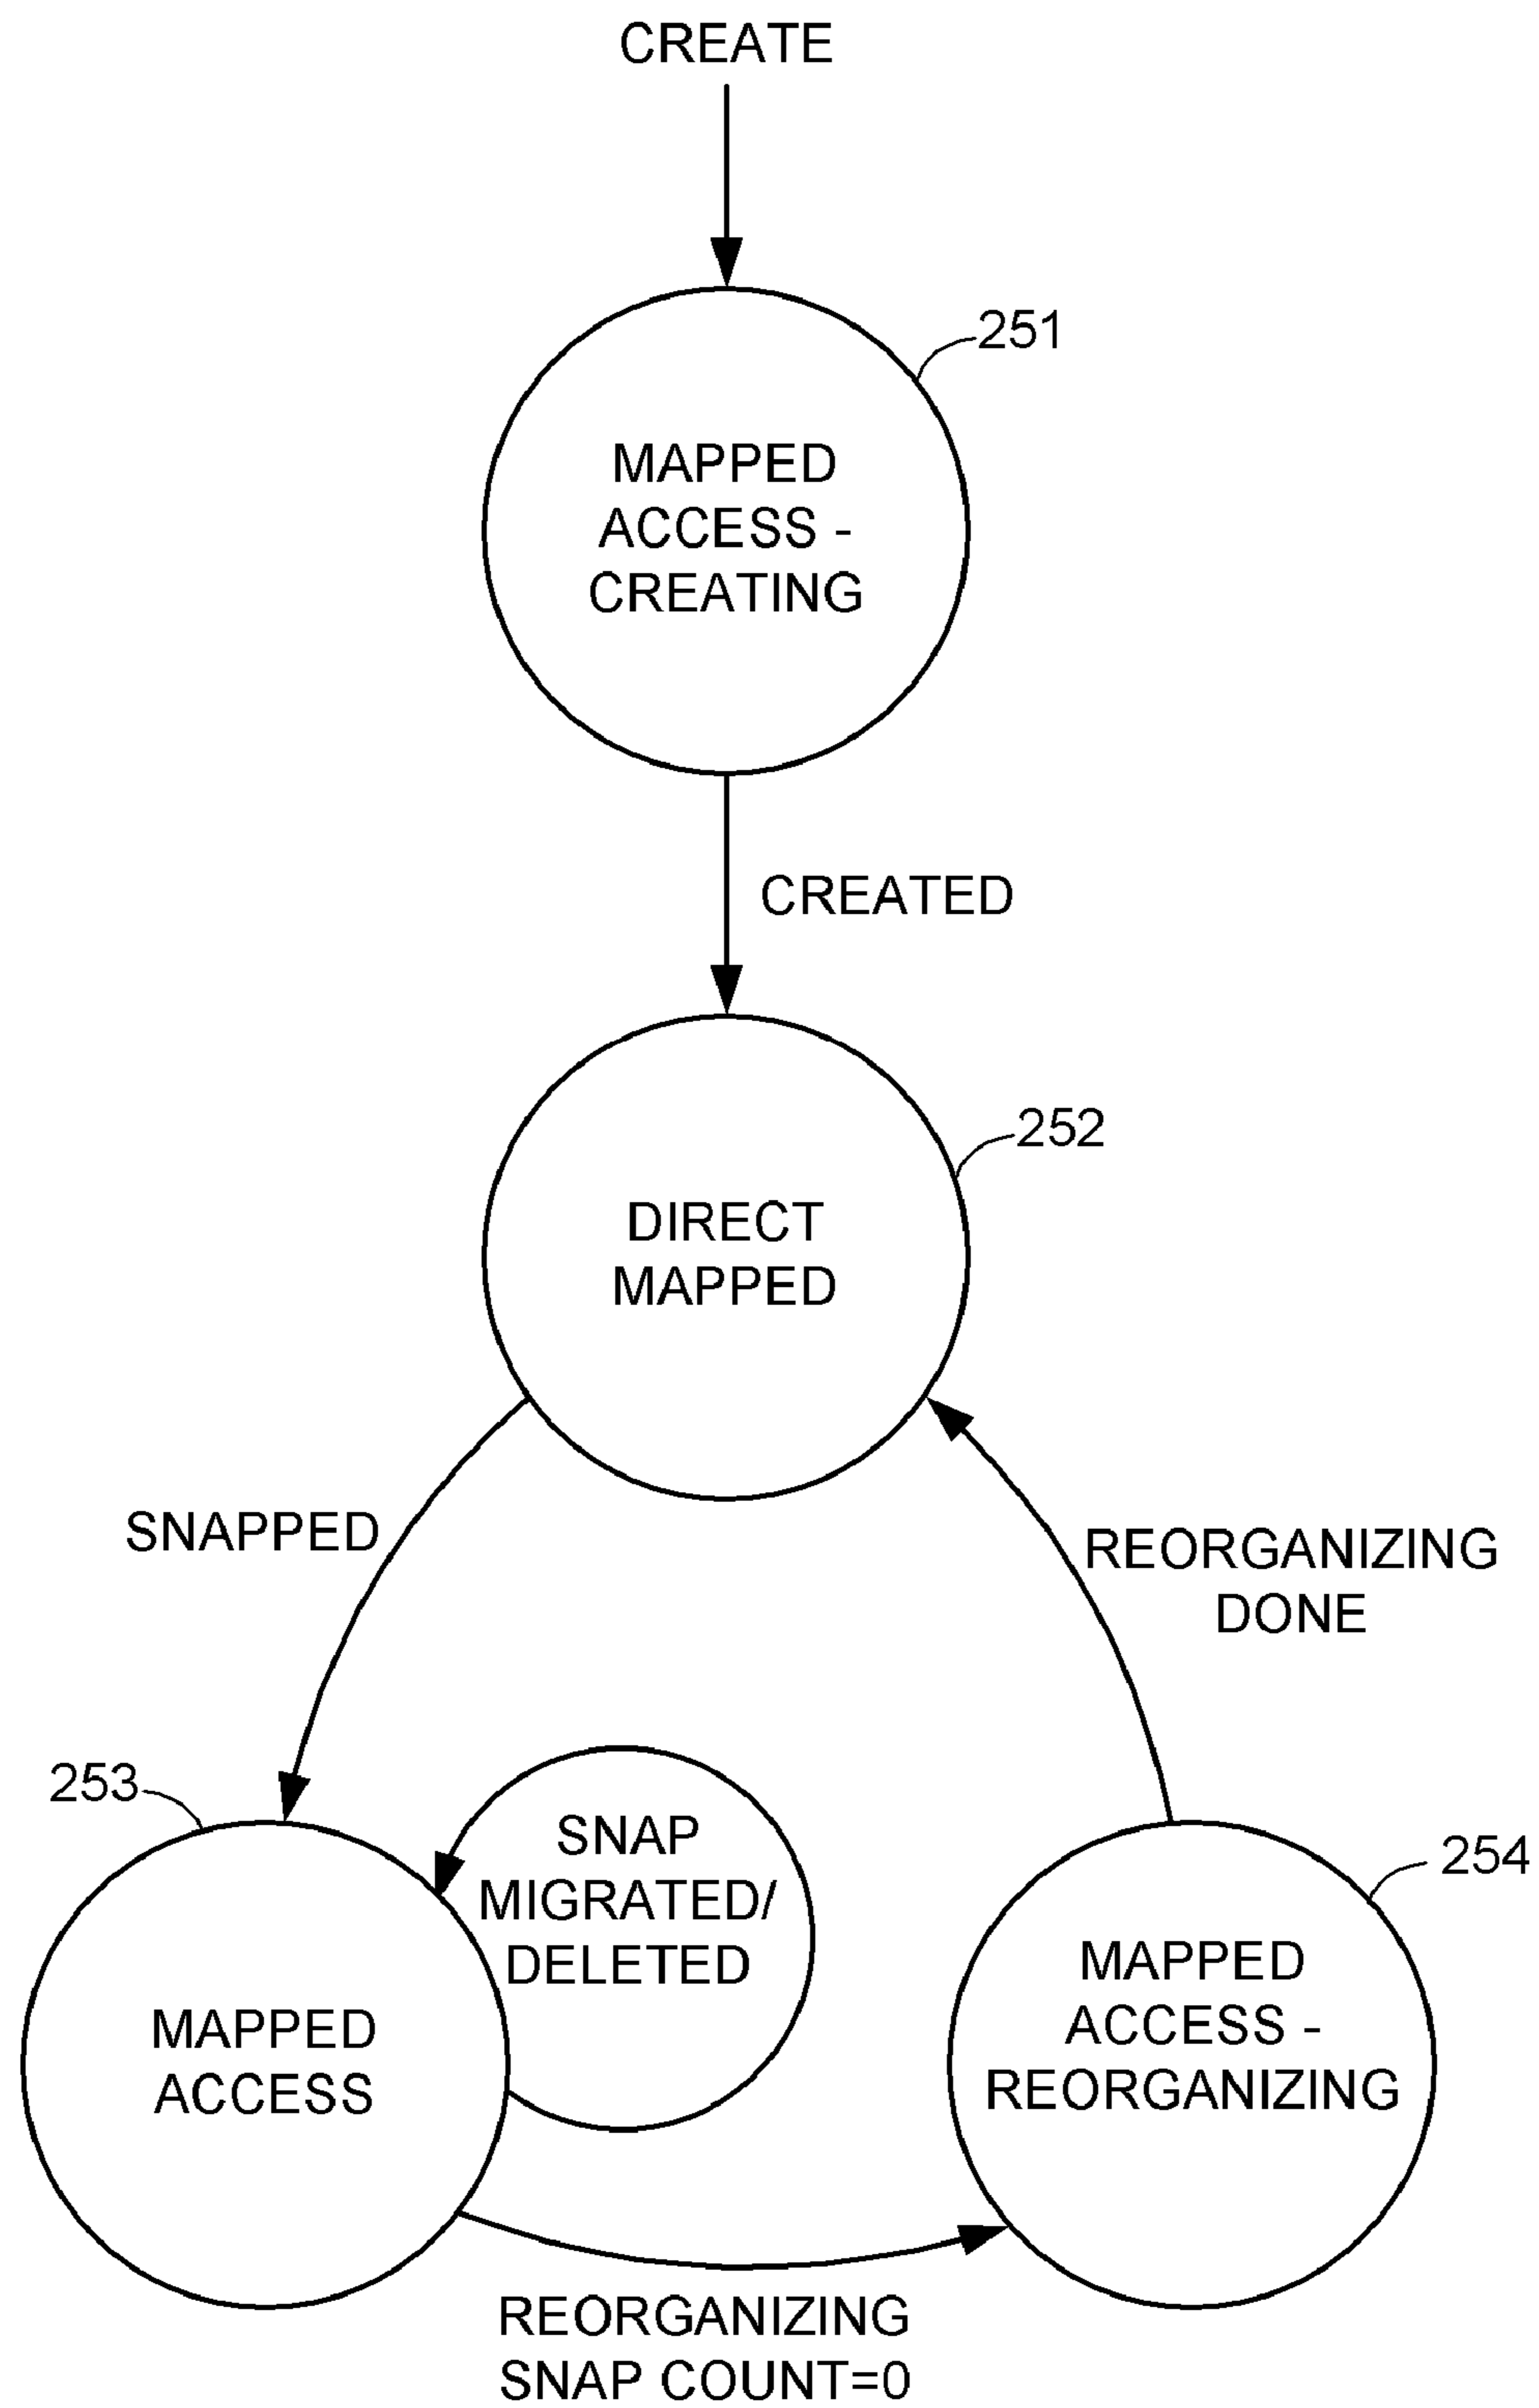 CREATE
251
MAPPED
ACCESS -
CREATING
CREATED
252
DIRECT
MAPPED
SNAPPED
REORGANIZING
DONE
253
SNAP
MIGRATED/
DELETED
254
MAPPED
ACCESS
MAPPED
ACCESS -
REORGANIZING
REORGANIZING
SNAP COUNT=0